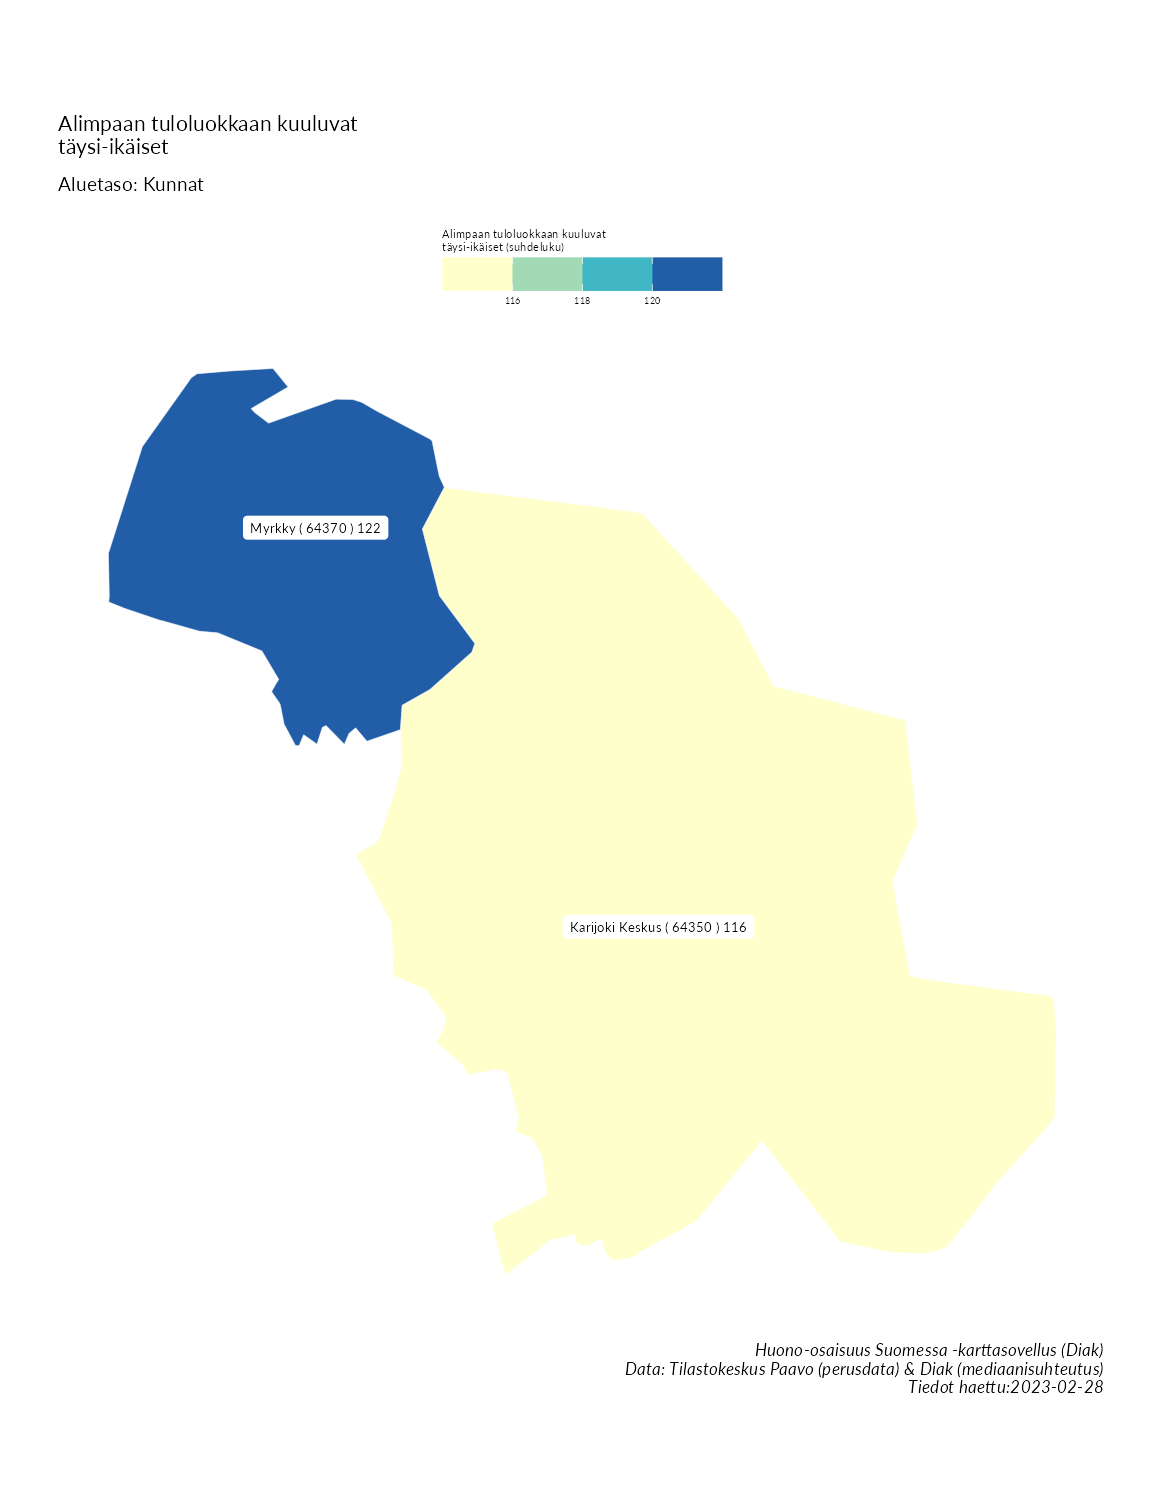 Alimpaan tuloluokkaan kuuluvat
täysi-ikäiset
Aluetaso: Kunnat
Alimpaan tuloluokkaan kuuluvat
täysi-ikäiset (suhdeluku)
116 118 120
Myrkky ( 64370 ) 122
Karijoki Keskus ( 64350 ) 116
Huono-osaisuus Suomessa -karttasovellus (Diak)
Data: Tilastokeskus Paavo (perusdata) & Diak (mediaanisuhteutus)
Tiedot haettu:2023-02-28